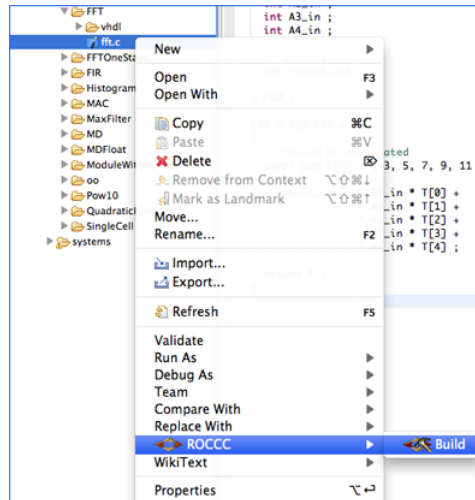 FFT
vhdl
fft.c
FFTOneSta
FIR
Histogram
MAC
MaxFilter
MD
MDFloat
ModuleWit
oo
Pow10
Quadratic
SingleCell
systems
int A3_in ;
int A4_in ;
ated
3, 5, 7, 9, 11
_in * T[0] +
_in * T[1] +
_in * T[2] +
_in * T[3] +
_in * T[4] ;
New
Open F3
Open With
Copy ⌘C
Paste ⌘V
Delete ⌦
Remove from Context ⌥⇧⌘↓
Mark as Landmark ⌥⇧⌘↑
Move...
Rename... F2
Import...
Export...
Refresh F5
Validate
Run As
Debug As
Team
Compare With
Replace With
ROCCC
Build
WikiText
Properties ⌥↩